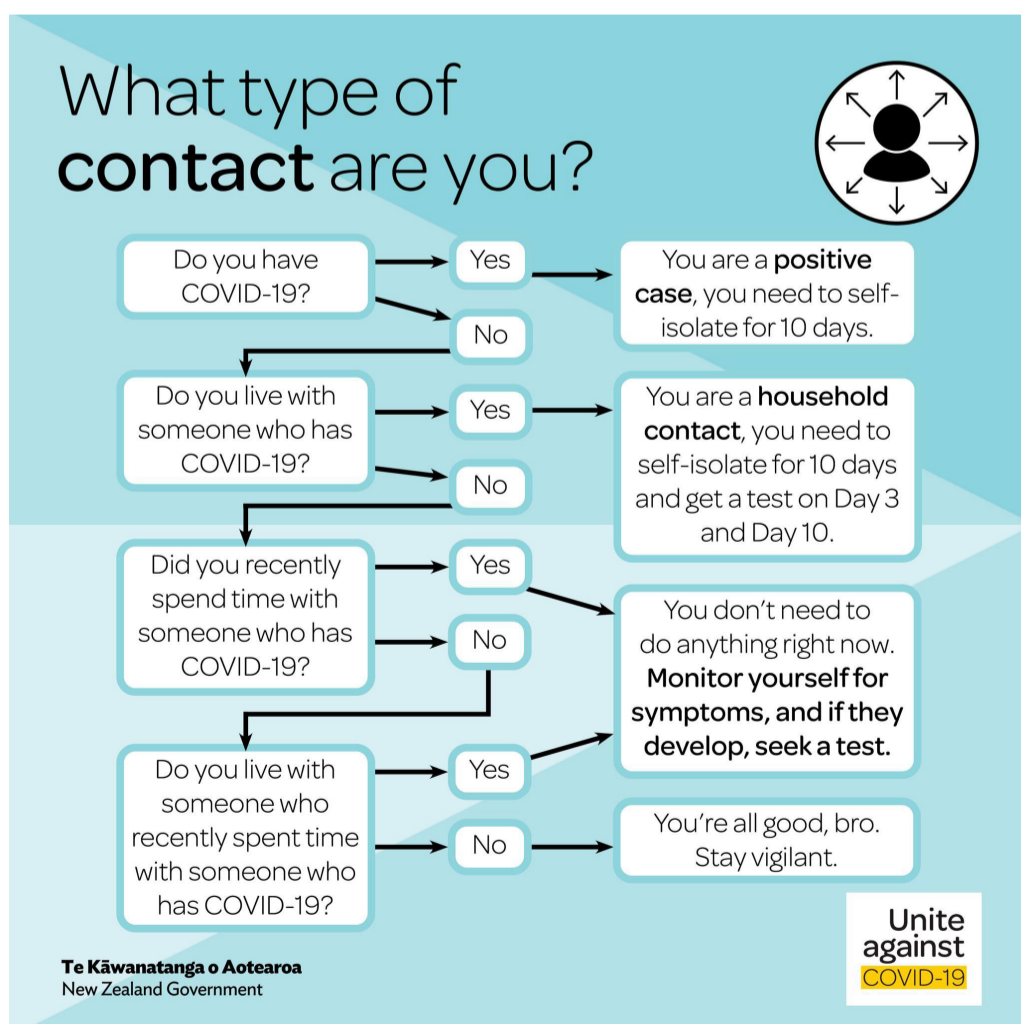 What type of
contact are you?
Do you have
COVID-19?
Yes
You are a positive
case, you need to self-
isolate for 10 days.
No
Do you live with
someone who has
COVID-19?
Yes
You are a household
contact, you need to
self-isolate for 10 days
and get a test on Day 3
and Day 10.
No
Did you recently
spend time with
someone who has
COVID-19?
Yes
No
You don't need to
do anything right now.
Monitor yourself for
symptoms, and if they
develop, seek a test.
Do you live with
someone who
recently spent time
with someone who
has COVID-19?
Yes
No
You're all good, bro.
Stay vigilant.
Te Kāwanatanga o Aotearoa
New Zealand Government
Unite
against
COVID-19